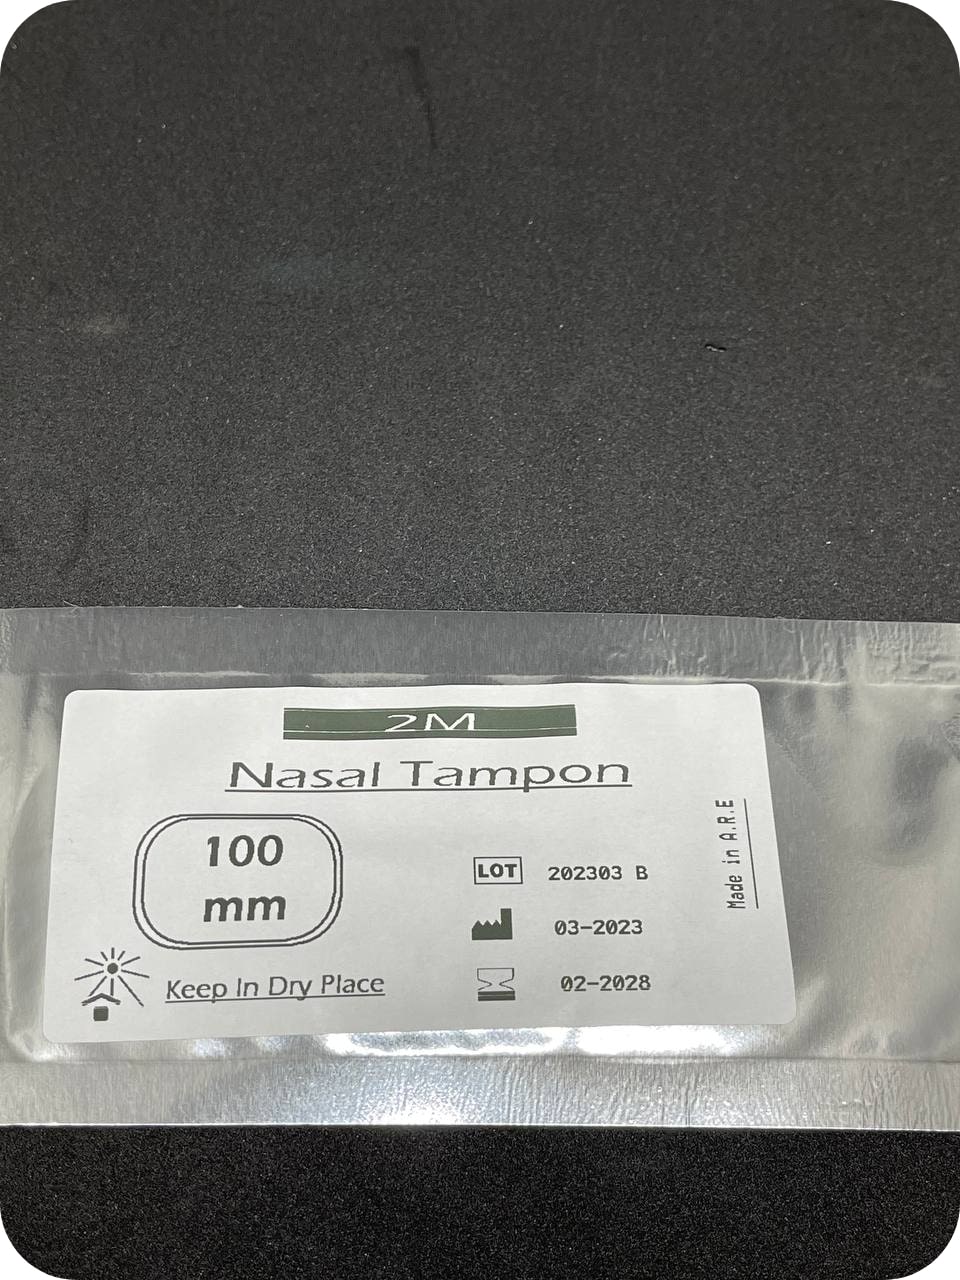 2M
Nasal Tampon
100
mm
LOT 202303 B
03-2023
02-2028
Keep In Dry Place
Made in A.R.E